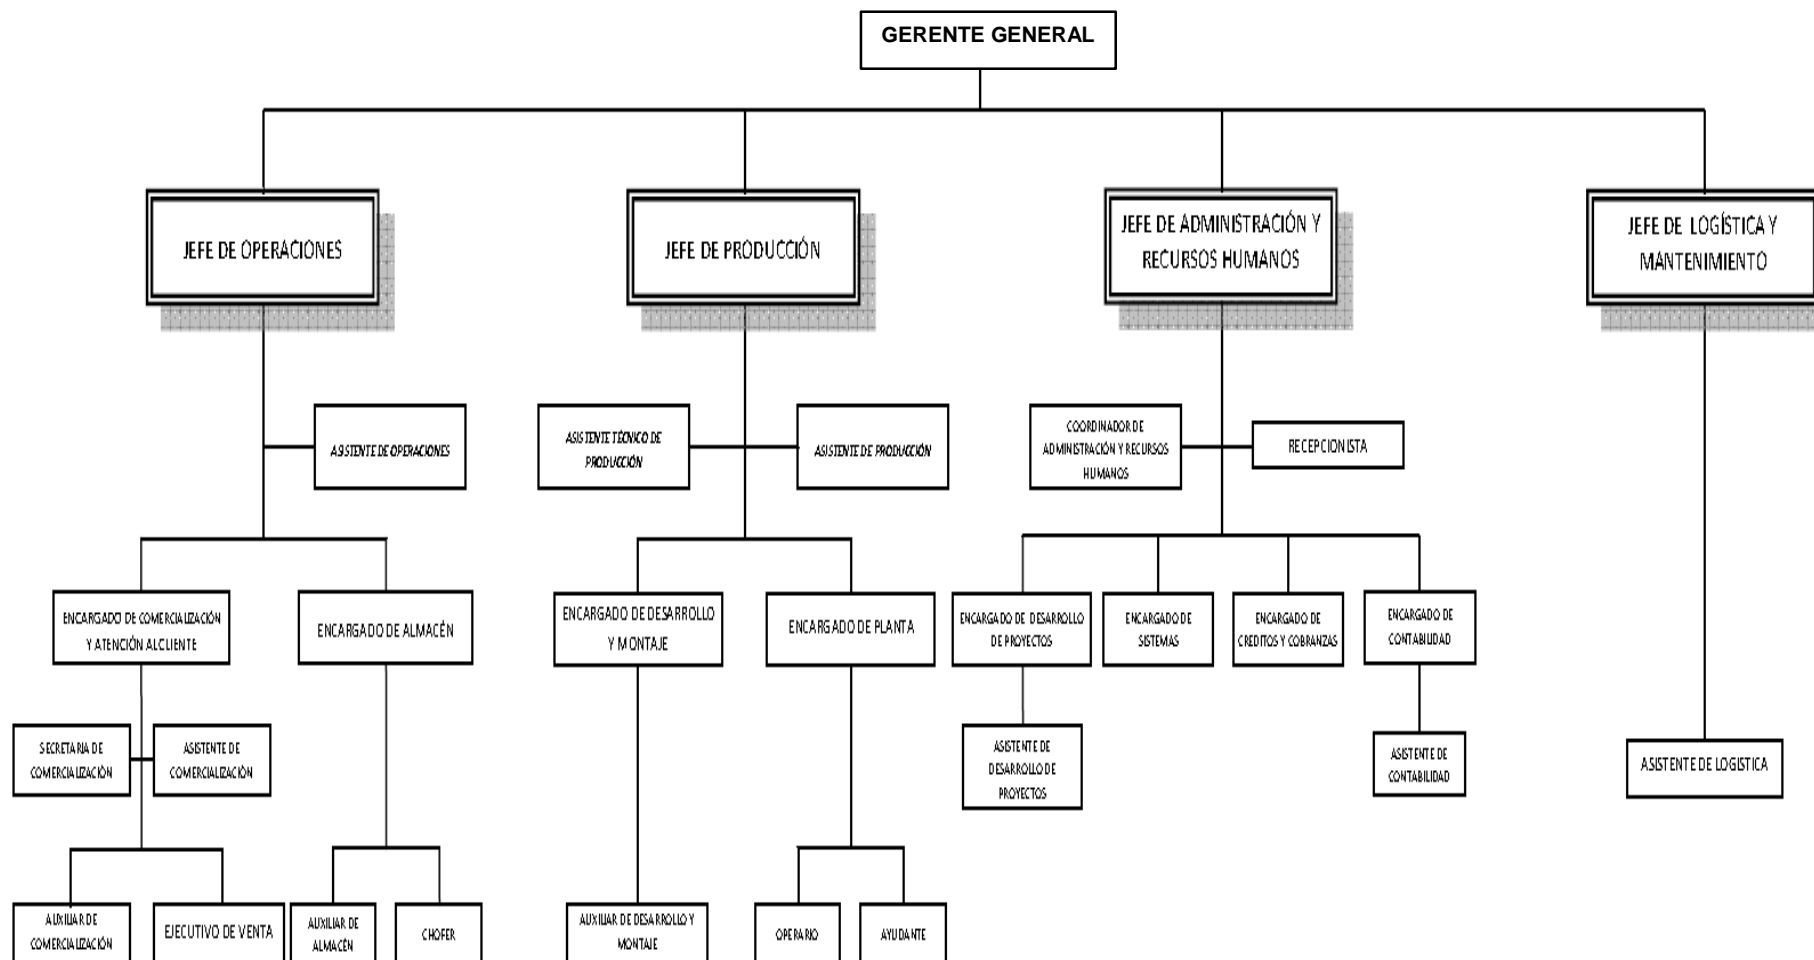 GERENTE GENERAL
JEFE DE OPERACIONES
JEFE DE PRODUCCIÓN
JEFE DE ADMINISTRACIÓN Y
RECURSOS HUMANOS
JEFE DE LOGÍSTICA Y
MANTENIMIENTO
ASISTENTE DE OPERACIONES
ASISTENTE TÉCNICO DE
PRODUCCIÓN
ASISTENTE DE PRODUCCIÓN
COORDINADOR DE
ADMINISTRACIÓN Y RECURSOS
HUMANOS
RECEPCIONISTA
ENCARGADO DE COMERCIALIZACIÓN
Y ATENCIÓN AL CLIENTE
ENCARGADO DE ALMACÉN
ENCARGADO DE DESARROLLO
Y MONTAJE
ENCARGADO DE PLANTA
ENCARGADO DE DESARROLLO
DE PROYECTOS
ENCARGADO DE
SISTEMAS
ENCARGADO DE
CREDITOS Y COBRANZAS
ENCARGADO DE
CONTABILIDAD
SECRETARIA DE
COMERCIALIZACIÓN
ASISTENTE DE
COMERCIALIZACIÓN
ASISTENTE DE
DESARROLLO DE
PROYECTOS
ASISTENTE DE
CONTABILIDAD
ASISTENTE DE LOGISTICA
AUXILIAR DE
COMERCIALIZACIÓN
EJECUTIVO DE VENTA
AUXILIAR DE
ALMACÉN
CHOFER
AUXILIAR DE DESARROLLO Y
MONTAJE
OPERARIO
AYUDANTE